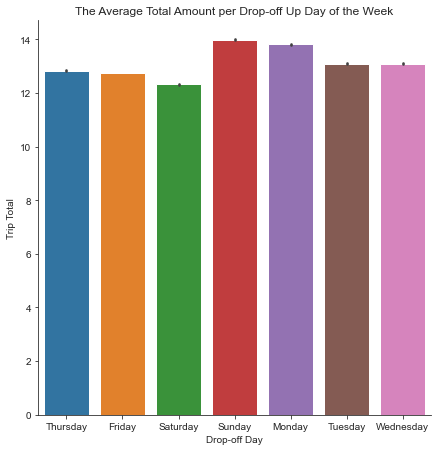 The Average Total Amount per Drop-off Up Day of the Week
Trip Total
14
12
10
8
6
4
2
0
Thursday Friday Saturday Sunday Monday Tuesday Wednesday
Drop-off Day